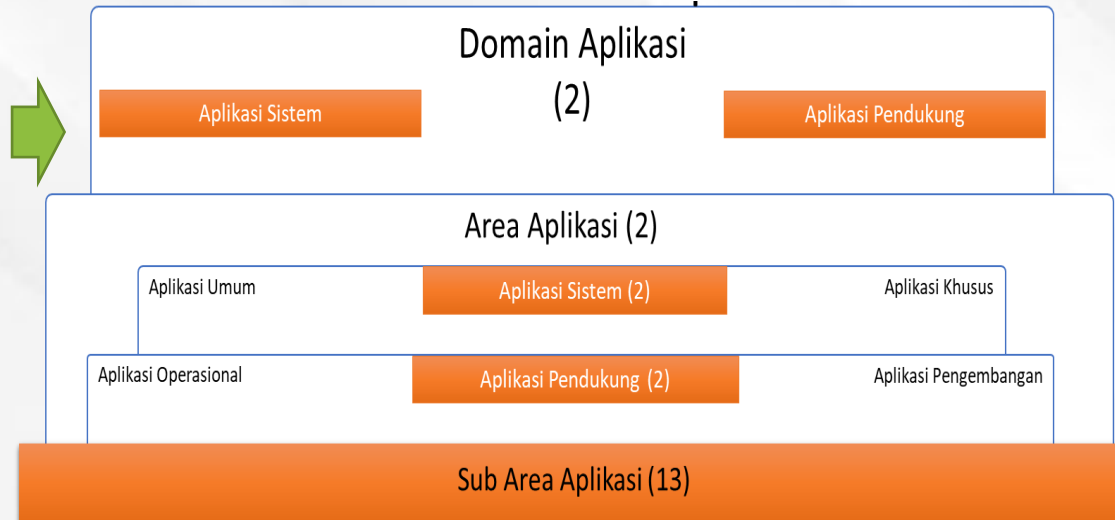 Domain Aplikasi
(2)
Aplikasi Sistem
Aplikasi Pendukung
Area Aplikasi (2)
Aplikasi Umum
Aplikasi Sistem (2)
Aplikasi Khusus
Aplikasi Operasional
Aplikasi Pendukung (2)
Aplikasi Pengembangan
Sub Area Aplikasi (13)